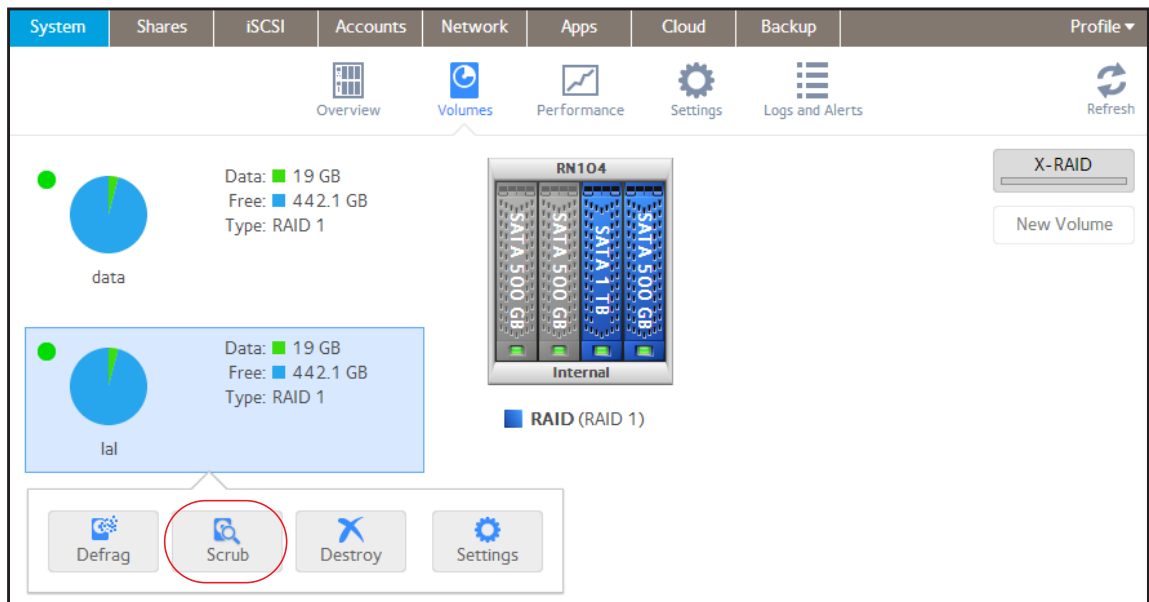 System Shares iSCSI Accounts Network Apps Cloud Backup Profile ▾
Overview Volumes Performance Settings Logs and Alerts Refresh
Data: 19 GB
Free: 442.1 GB
Type: RAID 1
data
Data: 19 GB
Free: 442.1 GB
Type: RAID 1
lal
RN104
SATA 500 GB
SATA 500 GB
SATA 1 TB
SATA 500 GB
Internal
RAID (RAID 1)
X-RAID
New Volume
Defrag Scrub Destroy Settings